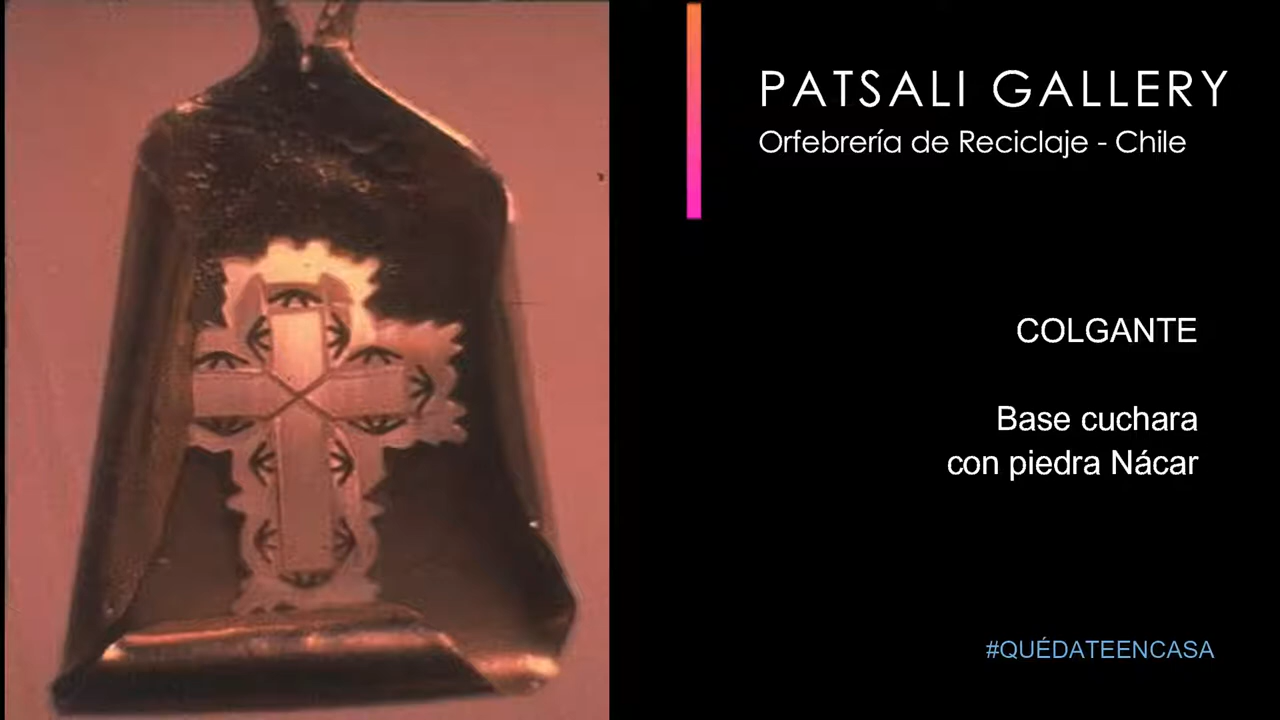 PATSALI GALLERY
Orfebrería de Reciclaje - Chile
COLGANTE
Base cuchara
con piedra Nácar
#QUÉDATEENCASA